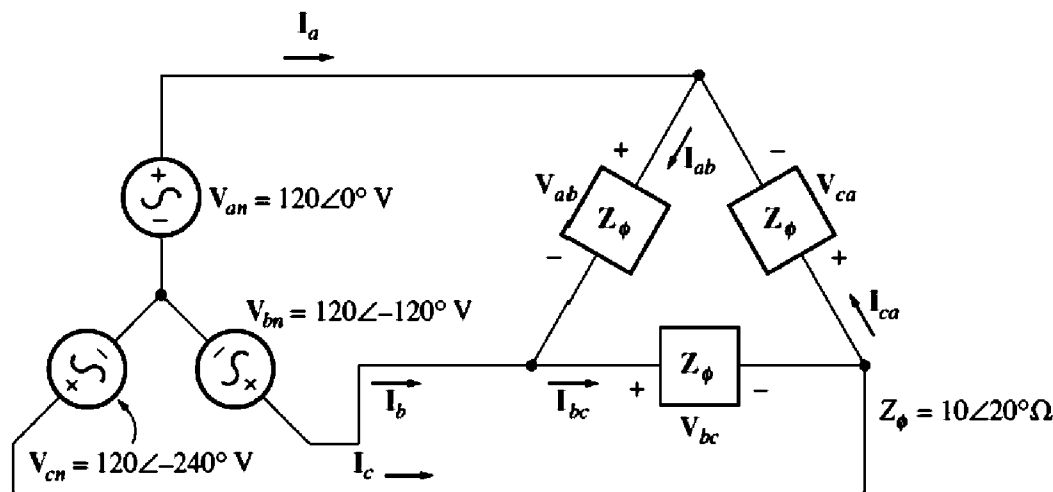 I_a
+
V_an = 120∠0° V
−
+
V_ab
Z_ϕ
−
I_ab
−
V_ca
Z_ϕ
+
I_ca
V_bn = 120∠−120° V
I_b
I_bc
+
Z_ϕ
−
V_bc
Z_ϕ = 10∠20°Ω
V_cn = 120∠−240° V
I_c